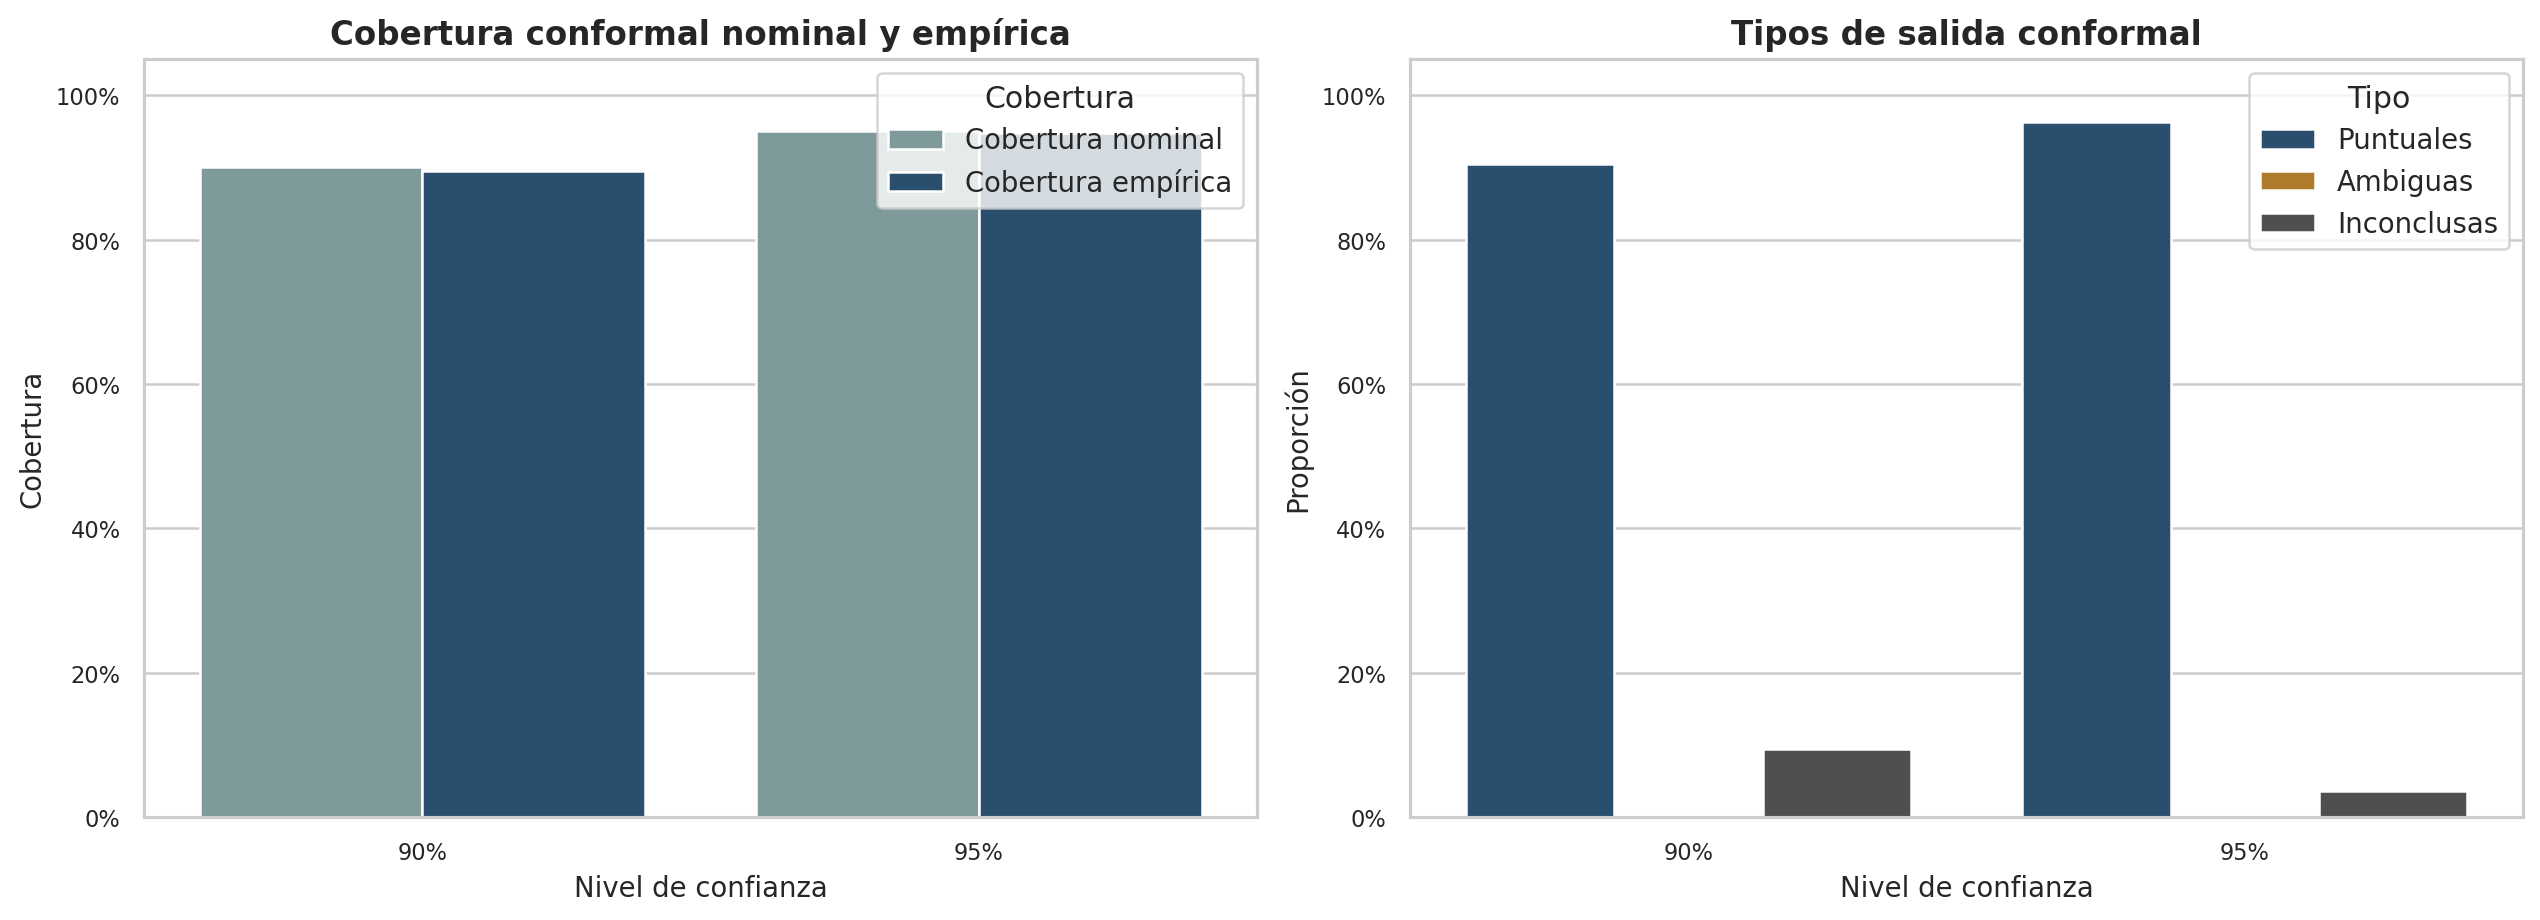 Cobertura conformal nominal y empírica
Cobertura
100%
80%
60%
40%
20%
0%
Cobertura
Cobertura nominal
Cobertura empírica
90%
95%
Nivel de confianza
Tipos de salida conformal
Proporción
100%
80%
60%
40%
20%
0%
Tipo
Puntuales
Ambiguas
Inconclusas
90%
95%
Nivel de confianza